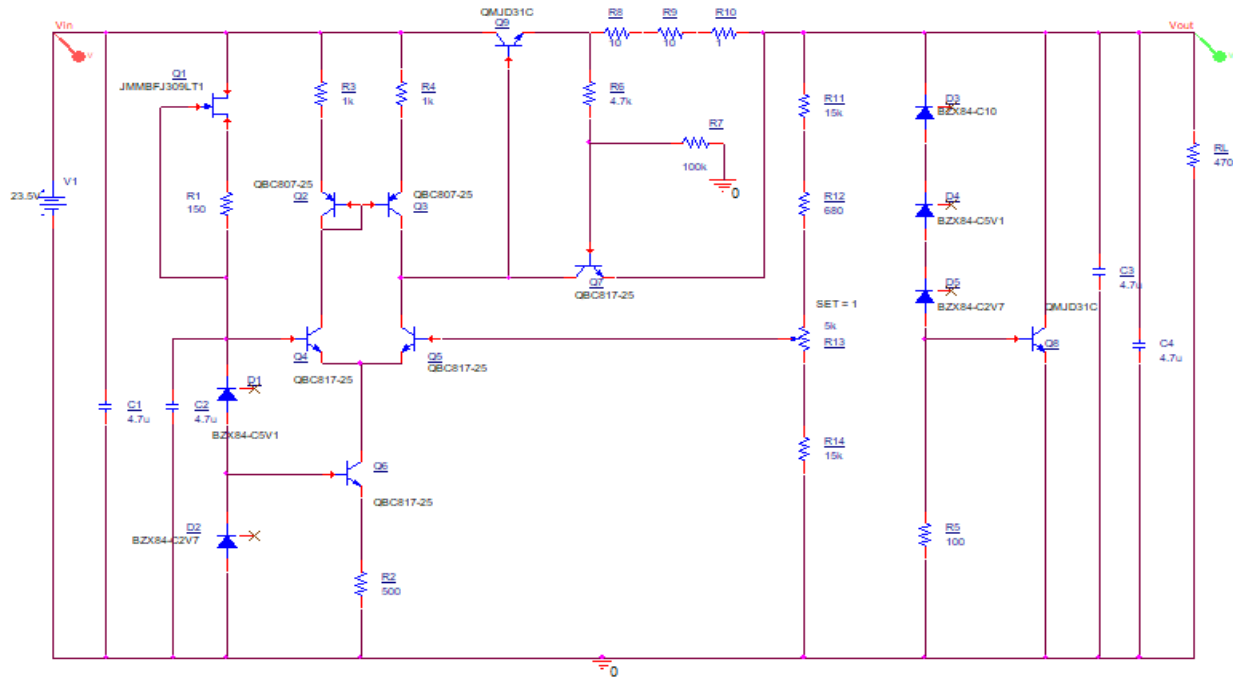 Vin
QMJD31C
Q9
R8
10
R9
10
R10
1
Vout
Q1
JMMBFJ309LT1
R3
1k
R4
1k
R6
4.7k
R7
100k
0
R11
15k
D3
BZX84-C10
RL
470
V1
23.5V
R1
150
QBC807-25
Q2
QBC807-25
Q3
R12
680
D4
BZX84-C5V1
Q7
QBC817-25
SET = 1
5k
R13
D5
BZX84-C2V7
QMJD31C
Q8
C3
4.7u
C4
4.7u
Q4
QBC817-25
Q5
QBC817-25
C1
4.7u
C2
4.7u
D1
BZX84-C5V1
R14
15k
Q6
QBC817-25
D2
BZX84-C2V7
R2
500
R5
100
0